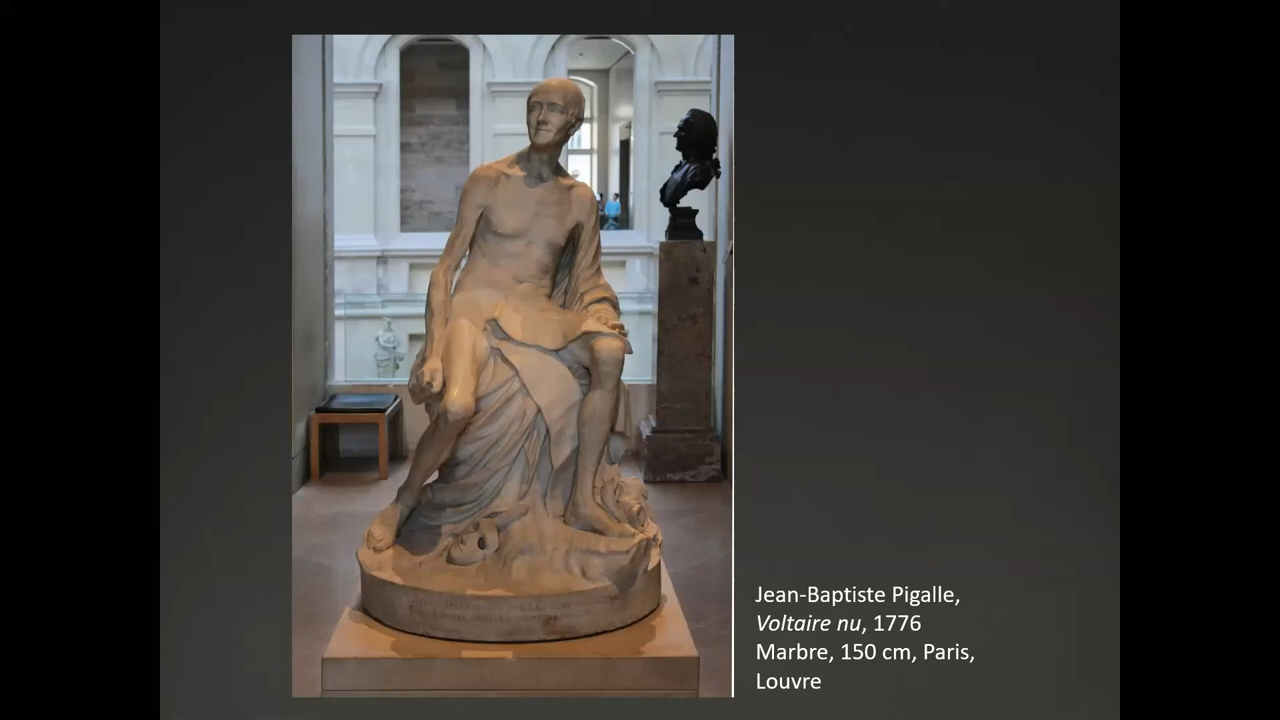 Jean-Baptiste Pigalle,
Voltaire nu, 1776
Marbre, 150 cm, Paris,
Louvre